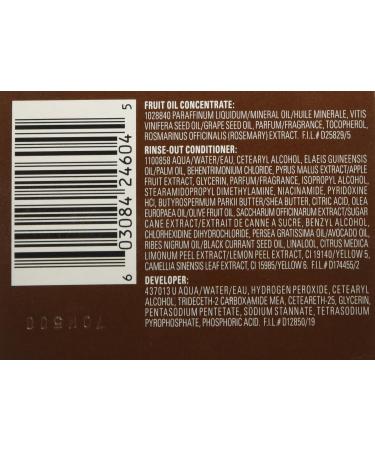 FRUIT OIL CONCENTRATE:
1028840 PARAFFINUM LIQUIDUM/MINERAL OIL/HUILE MINERALE, VITIS
VINIFERA SEED OIL/GRAPE SEED OIL, PARFUM/FRAGRANCE, TOCOPHEROL,
ROSMARINUS OFFICINALIS (ROSEMARY) EXTRACT. F.I.L.# D25829/5
RINSE-OUT CONDITIONER:
1100858 AQUA/WATER/EAU, CETEARYL ALCOHOL, ELAEIS GUINEENSIS
OIL/PALM OIL, BEHENTRIMONIUM CHLORIDE, PYRUS MALUS EXTRACT/APPLE
FRUIT EXTRACT, GLYCERIN, PARFUM/FRAGRANCE, ISOPROPYL ALCOHOL,
STEARAMIDOPROPYL DIMETHYLAMINE, NIACINAMIDE, PYRIDOXINE
HCI, BUTYROSPERMUM PARKII BUTTER/SHEA BUTTER, CITRIC ACID, OLEA
EUROPAEA OIL/OLIVE FRUIT OIL, SACCHARUM OFFICINARUM EXTRACT/SUGAR
CANE EXTRACT/EXTRAIT DE CANNE A SUCRE, BENZYL ALCOHOL,
CHLORHEXIDINE DIHYDROCHLORIDE, PERSEA GRATISSIMA OIL/AVOCADO OIL,
RIBES NIGRUM OIL/BLACK CURRANT SEED OIL, LINALOOL, CITRUS MEDICA
LIMONUM PEEL EXTRACT/LEMON PEEL EXTRACT, CI 19140/YELLOW 5,
CAMELLIA SINENSIS LEAF EXTRACT, CI 15985/YELLOW 6. F.I.L.# D174455/2
DEVELOPER:
437013 U AQUA/WATER/EAU, HYDROGEN PEROXIDE, CETEARYL
ALCOHOL, TRIDECETH-2 CARBOXAMIDE MEA, CETEARETH-25, GLYCERIN,
PENTASODIUM PENTETATE, SODIUM STANNATE, TETRASODIUM
PYROPHOSPHATE, PHOSPHORIC ACID. F.I.L.# D12850/19
6 03084 24604 5